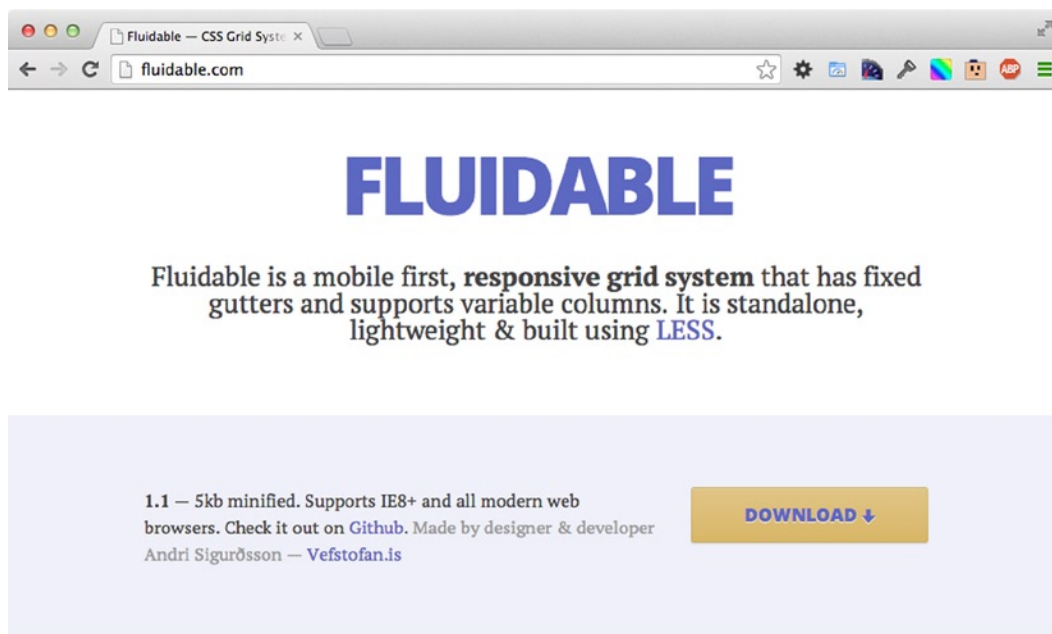 Fluidable — CSS Grid Syste
fluidable.com
ABP
FLUIDABLE
Fluidable is a mobile first, responsive grid system that has fixed
gutters and supports variable columns. It is standalone,
lightweight & built using LESS.
1.1 — 5kb minified. Supports IE8+ and all modern web
browsers. Check it out on Github. Made by designer & developer
Andri Sigurðsson — Vefstofan.is
DOWNLOAD